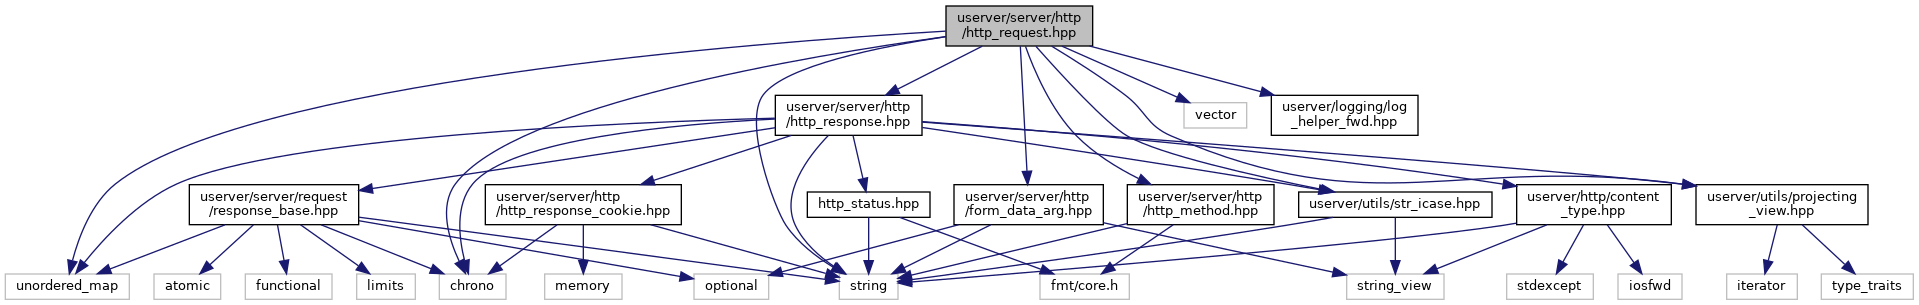 userver/server/http
/http_request.hpp
userver/server/http
/http_response.hpp
vector
userver/logging/log
_helper_fwd.hpp
userver/server/request
/response_base.hpp
userver/server/http
/http_response_cookie.hpp
http_status.hpp
userver/server/http
/form_data_arg.hpp
userver/server/http
/http_method.hpp
userver/utils/str_icase.hpp
userver/http/content
_type.hpp
userver/utils/projecting
_view.hpp
unordered_map
atomic
functional
limits
chrono
memory
optional
string
fmt/core.h
string_view
stdexcept
iosfwd
iterator
type_traits